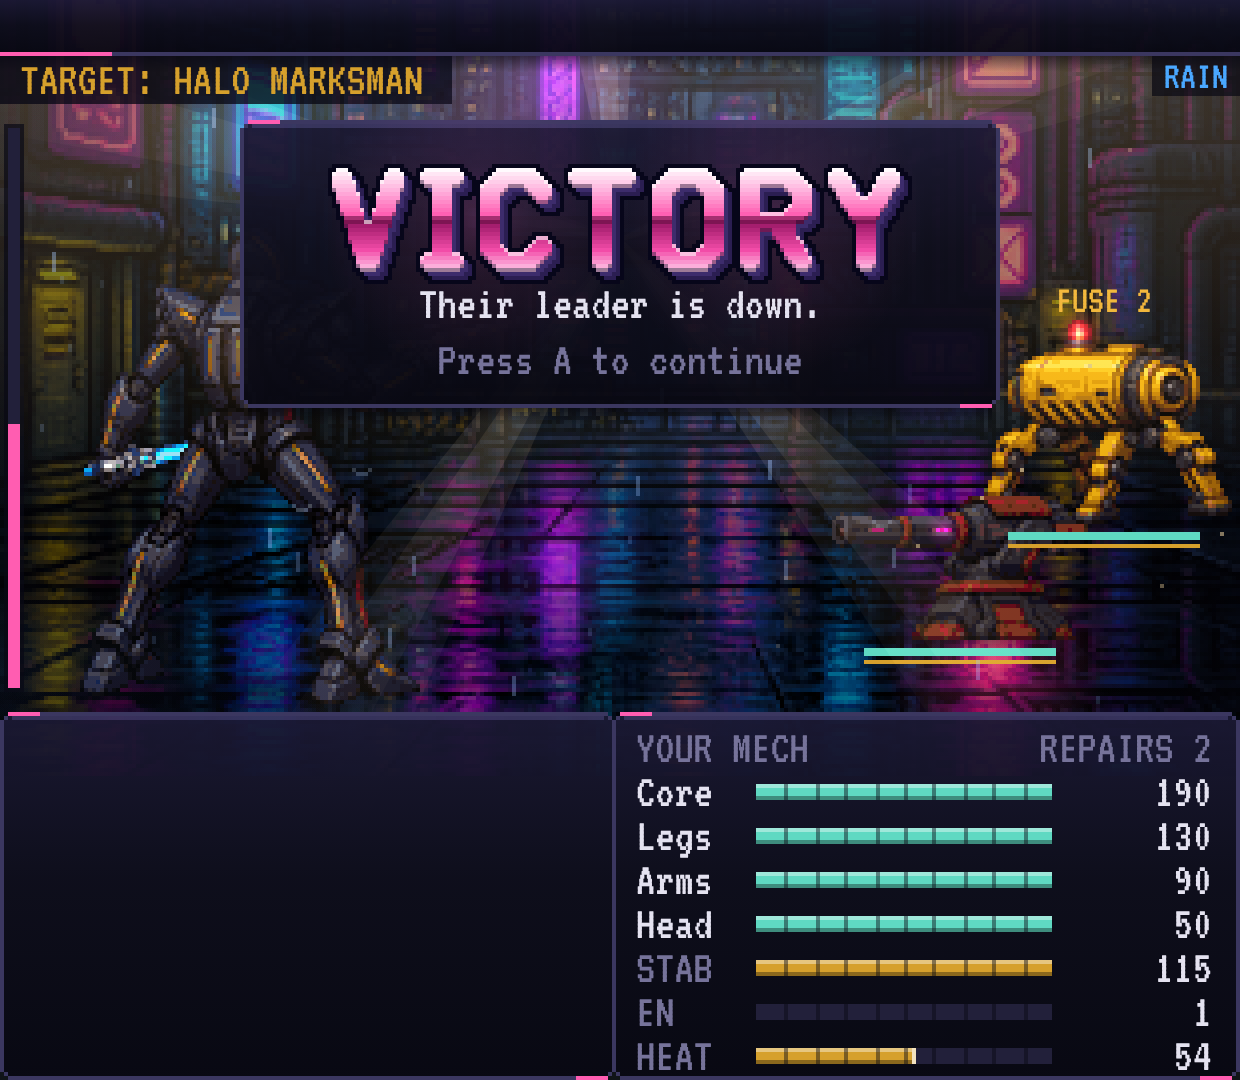 TARGET: HALO MARKSMAN
RAIN
VICTORY
Their leader is down.
Press A to continue
FUSE 2
YOUR MECH REPAIRS 2
Core 190
Legs 130
Arms 90
Head 50
STAB 115
EN 1
HEAT 54